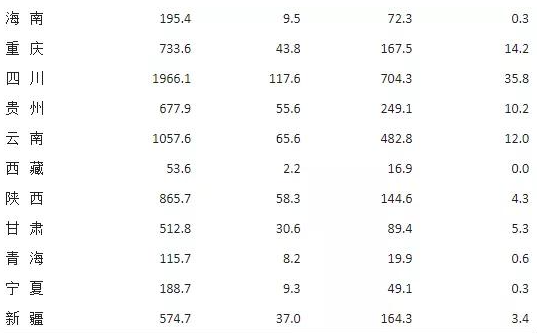 海 南 195.4 9.5 72.3 0.3
重 庆 733.6 43.8 167.5 14.2
四 川 1966.1 117.6 704.3 35.8
贵 州 677.9 55.6 249.1 10.2
云 南 1057.6 65.6 482.8 12.0
西 藏 53.6 2.2 16.9 0.0
陕 西 865.7 58.3 144.6 4.3
甘 肃 512.8 30.6 89.4 5.3
青 海 115.7 8.2 19.9 0.6
宁 夏 188.7 9.3 49.1 0.3
新 疆 574.7 37.0 164.3 3.4